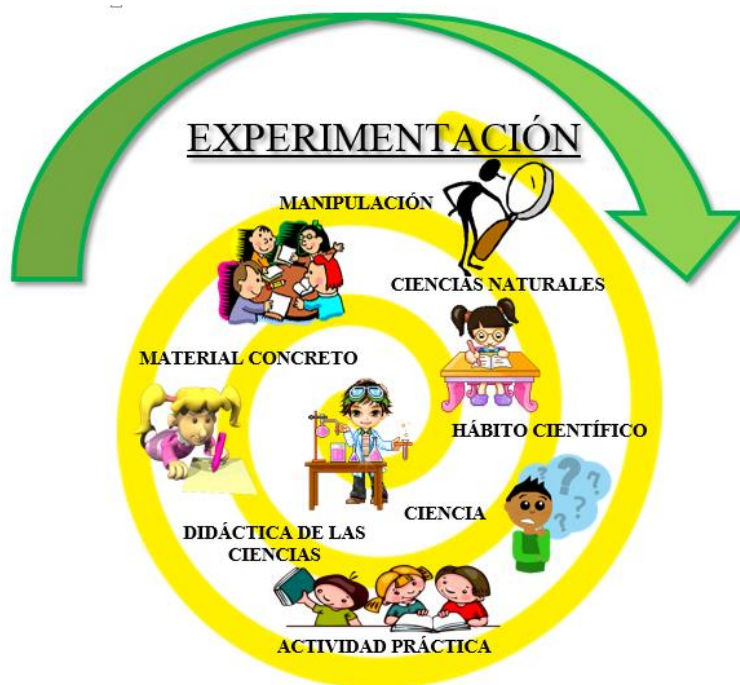 EXPERIMENTACIÓN
MANIPULACIÓN
CIENCIAS NATURALES
MATERIAL CONCRETO
HÁBITO CIENTÍFICO
CIENCIA
DIDÁCTICA DE LAS
CIENCIAS
ACTIVIDAD PRÁCTICA